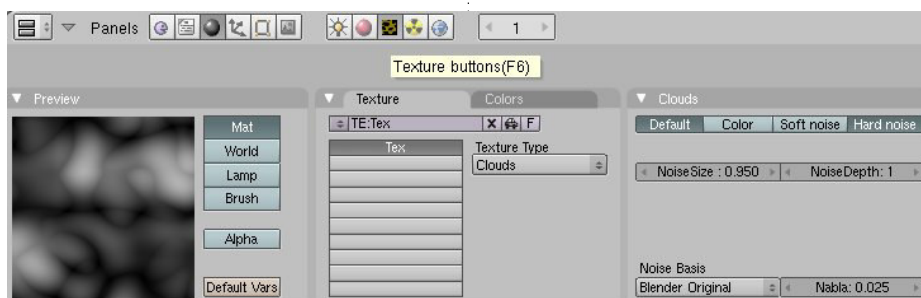 Panels 1
Texture buttons(F6)
Preview
Mat
World
Lamp
Brush
Alpha
Default Vars
Texture Colors
TE:Tex X F
Tex
Texture Type
Clouds
Clouds
Default Color Soft noise Hard noise
NoiseSize : 0.950 NoiseDepth: 1
Noise Basis
Blender Original Nabla: 0.025